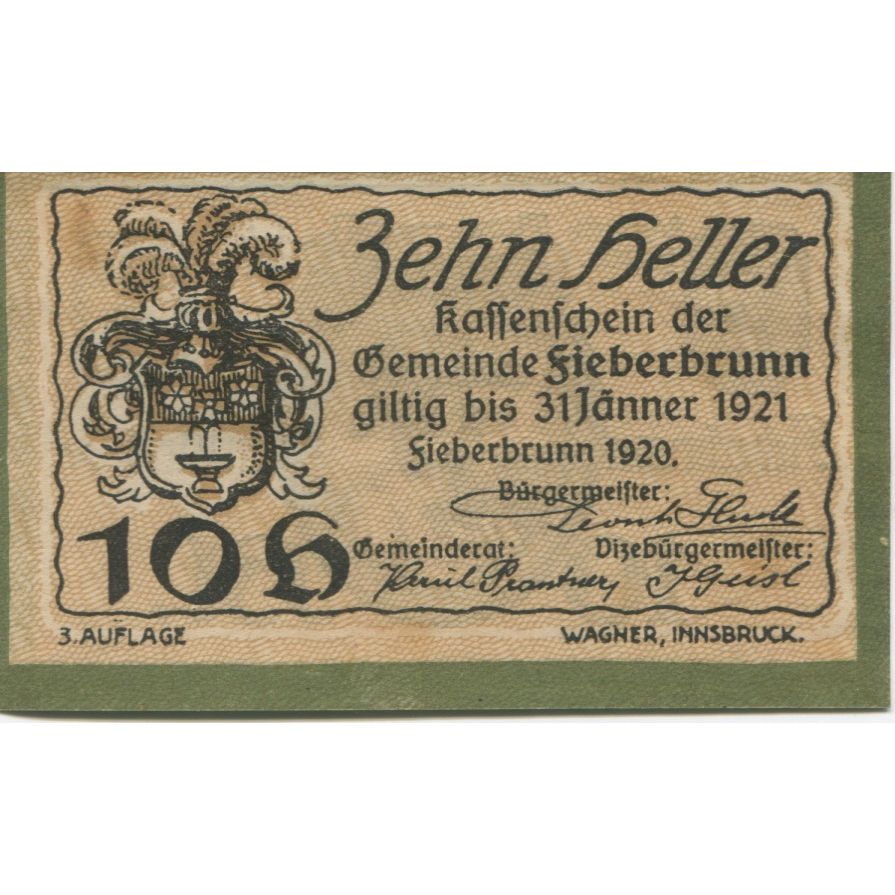 Zehn Heller
Kaſſenſchein der
Gemeinde Fieberbrunn
giltig bis 31 Jänner 1921
Fieberbrunn 1920.
Bürgermeiſter:
10 H
Gemeinderat: Vizebürgermeiſter:
3. AUFLAGE WAGNER, INNSBRUCK.